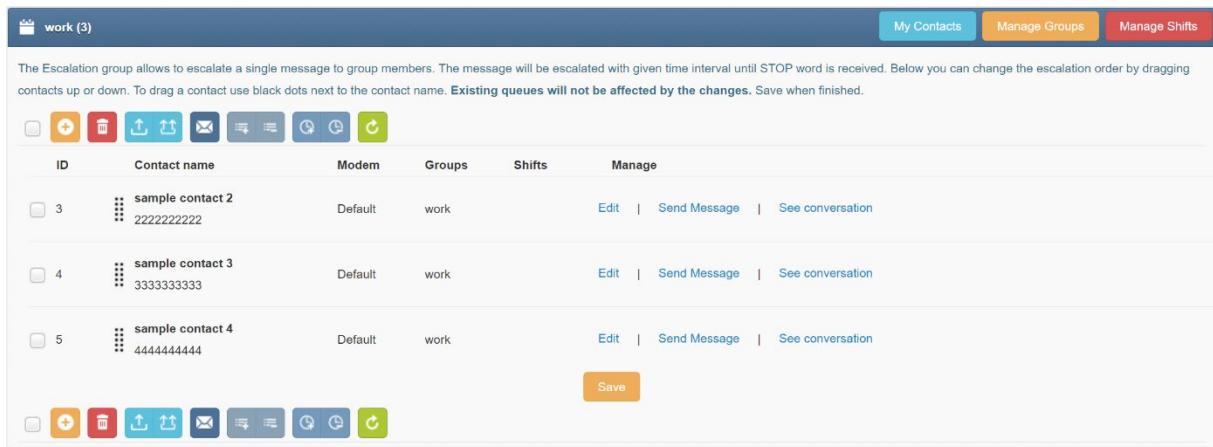 work (3)
My Contacts
Manage Groups
Manage Shifts
The Escalation group allows to escalate a single message to group members. The message will be escalated with given time interval until STOP word is received. Below you can change the escalation order by dragging
contacts up or down. To drag a contact use black dots next to the contact name. Existing queues will not be affected by the changes. Save when finished.
ID Contact name Modem Groups Shifts Manage
3 sample contact 2 Default work Edit | Send Message | See conversation
2222222222
4 sample contact 3 Default work Edit | Send Message | See conversation
3333333333
5 sample contact 4 Default work Edit | Send Message | See conversation
4444444444
Save